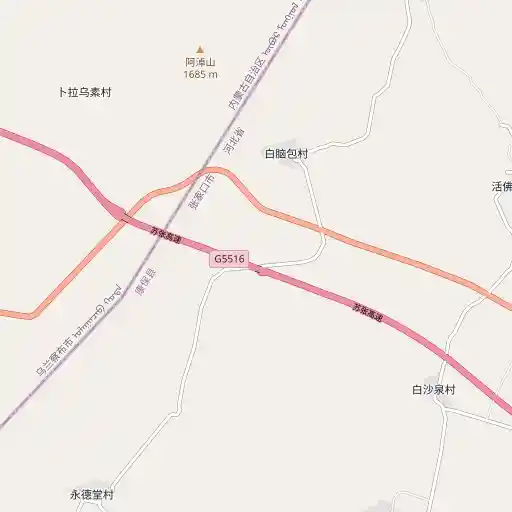 阿淖山
1685 m
卜拉乌素村
内蒙古自治区
河北省
白脑包村
张家口市
活佛
苏张高速
G5516
康保县
乌兰察布市
苏张高速
白沙泉村
永德堂村